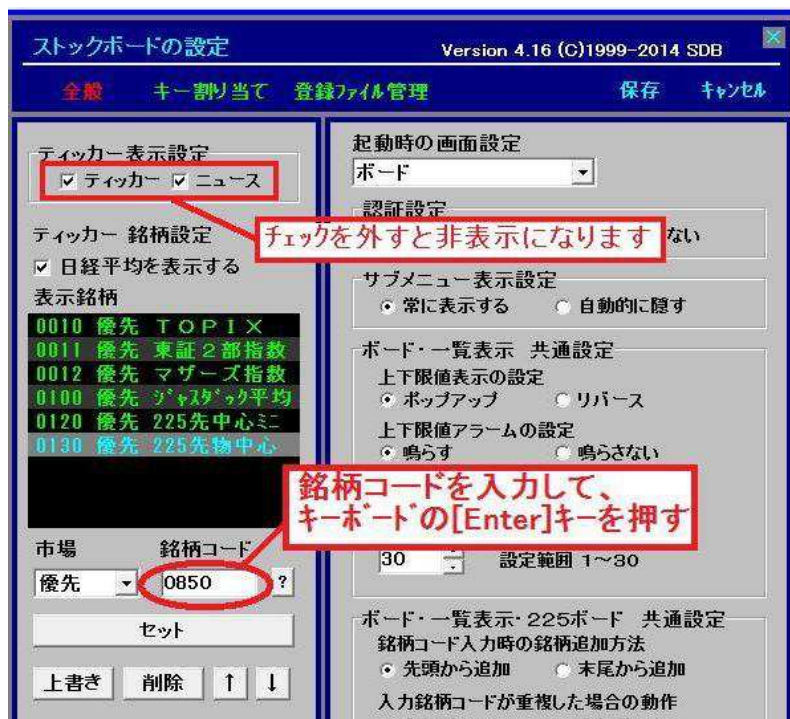 ストックボードの設定
Version 4.16 (C)1999-2014 SDB
全般 キー割り当て 登録ファイル管理 保存 キャンセル
ティッカー表示設定
ティッカー ニュース
ティッカー 銘柄設定
日経平均を表示する
表示銘柄
0010 優先 TOPIX
0011 優先 東証2部指数
0012 優先 マザーズ指数
0100 優先 ジャスダック平均
0120 優先 225先中心ミニ
0130 優先 225先物中心
市場 銘柄コード
優先 0850 ?
セット
上書き 削除 ↑ ↓
チェックを外すと非表示になります
銘柄コードを入力して、
キーボードの[Enter]キーを押す
起動時の画面設定
ボード
認証設定
ない
サブメニュー表示設定
常に表示する 自動的に隠す
ボード・一覧表示 共通設定
上下限値表示の設定
ポップアップ リバース
上下限値アラームの設定
鳴らす 鳴らさない
30 設定範囲 1~30
ボード・一覧表示・225ボード 共通設定
銘柄コード入力時の銘柄追加方法
先頭から追加 末尾から追加
入力銘柄コードが重複した場合の動作